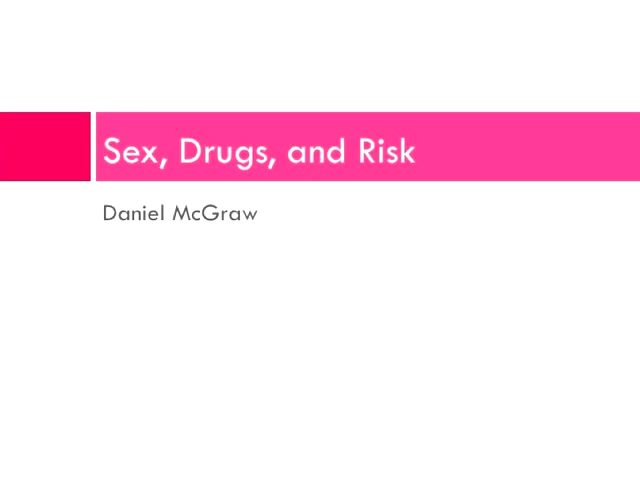 Sex, Drugs, and Risk
Daniel McGraw